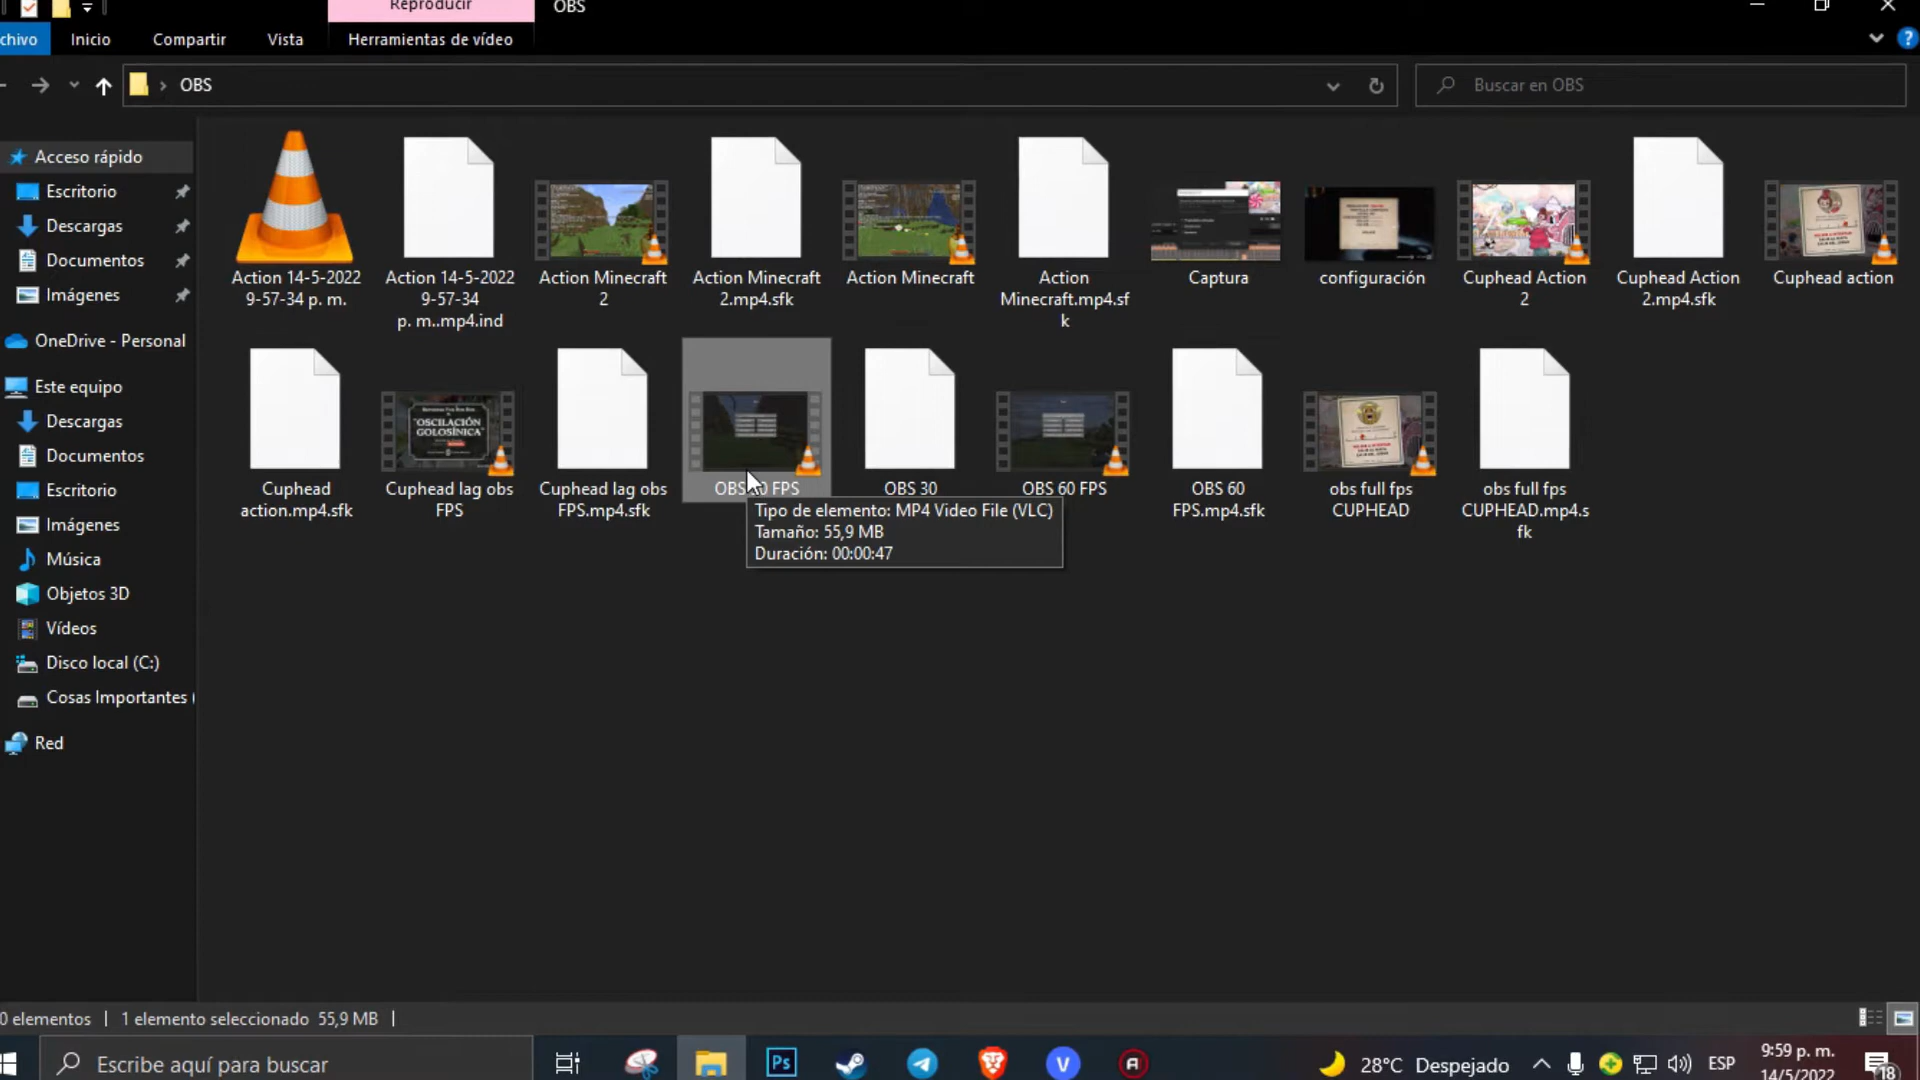 Reproducir
OBS
chivo
Inicio
Compartir
Vista
Herramientas de vídeo
OBS
Buscar en OBS
Acceso rápido
Escritorio
Descargas
Documentos
Imágenes
OneDrive - Personal
Este equipo
Descargas
Documentos
Escritorio
Imágenes
Música
Objetos 3D
Vídeos
Disco local (C:)
Cosas Importantes (
Red
Action 14-5-2022
9-57-34 p. m.
Action 14-5-2022
9-57-34
p. m..mp4.ind
Action Minecraft
2
Action Minecraft
2.mp4.sfk
Action Minecraft
Action
Minecraft.mp4.sf
k
Captura
configuración
Cuphead Action
2
Cuphead Action
2.mp4.sfk
Cuphead action
Cuphead
action.mp4.sfk
"OSCILACIÓN
GOLOSÍNICA"
Cuphead lag obs
FPS
Cuphead lag obs
FPS.mp4.sfk
FPS
OBS 30
OBS 60 FPS
OBS 60
FPS.mp4.sfk
obs full fps
CUPHEAD
obs full fps
CUPHEAD.mp4.s
fk
Tipo de elemento: MP4 Video File (VLC)
Tamaño: 55,9 MB
Duración: 00:00:47
0 elementos
1 elemento seleccionado 55,9 MB
Escribe aquí para buscar
Ps
V
28°C Despejado
ESP
9:59 p. m.
14/5/2022
18